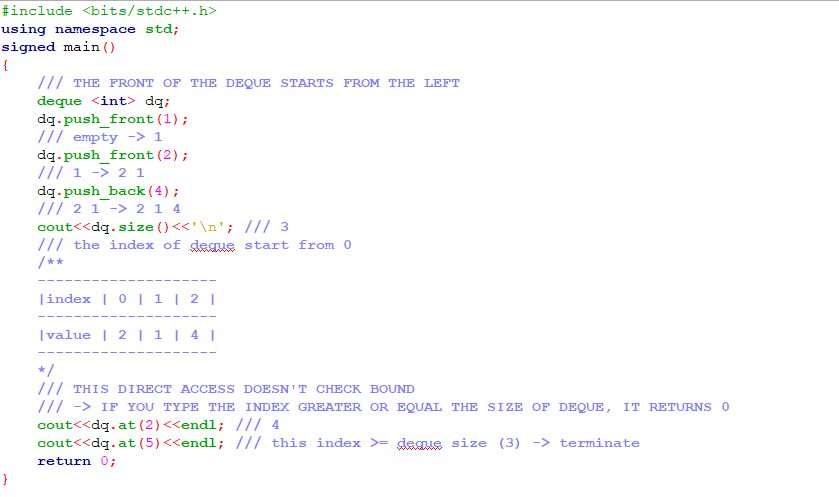 #include <bits/stdc++.h>
using namespace std;
signed main()
{
    /// THE FRONT OF THE DEQUE STARTS FROM THE LEFT
    deque <int> dq;
    dq.push_front(1);
    /// empty -> 1
    dq.push_front(2);
    /// 1 -> 2 1
    dq.push_back(4);
    /// 2 1 -> 2 1 4
    cout<<dq.size()<<'\n'; /// 3
    /// the index of deque start from 0
    /**
    --------------------
    |index | 0 | 1 | 2 |
    --------------------
    |value | 2 | 1 | 4 |
    --------------------
    */
    /// THIS DIRECT ACCESS DOESN'T CHECK BOUND
    /// -> IF YOU TYPE THE INDEX GREATER OR EQUAL THE SIZE OF DEQUE, IT RETURNS 0
    cout<<dq.at(2)<<endl; /// 4
    cout<<dq.at(5)<<endl; /// this index >= deque size (3) -> terminate
    return 0;
}